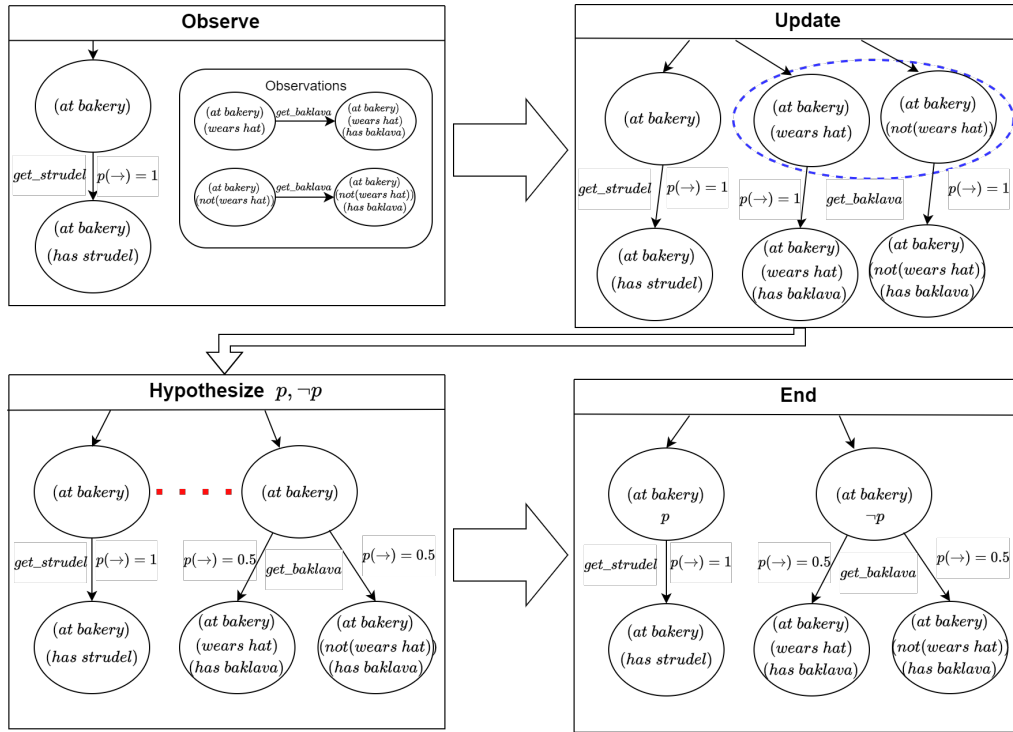 Observe
(at bakery)
get_strudel
p(→) = 1
(at bakery)
(has strudel)
Observations
(at bakery)
(wears hat)
get_baklava
(at bakery)
(wears hat)
(has baklava)
(at bakery)
(not(wears hat))
get_baklava
(at bakery)
(not(wears hat))
(has baklava)
Update
(at bakery)
(at bakery)
(wears hat)
(at bakery)
(not(wears hat))
get_strudel
p(→) = 1
p(→) = 1
get_baklava
p(→) = 1
(at bakery)
(has strudel)
(at bakery)
(wears hat)
(has baklava)
(at bakery)
(not(wears hat))
(has baklava)
Hypothesize p, ¬p
(at bakery)
(at bakery)
get_strudel
p(→) = 1
p(→) = 0.5
get_baklava
p(→) = 0.5
(at bakery)
(has strudel)
(at bakery)
(wears hat)
(has baklava)
(at bakery)
(not(wears hat))
(has baklava)
End
(at bakery)
p
(at bakery)
¬p
get_strudel
p(→) = 1
p(→) = 0.5
get_baklava
p(→) = 0.5
(at bakery)
(has strudel)
(at bakery)
(wears hat)
(has baklava)
(at bakery)
(not(wears hat))
(has baklava)